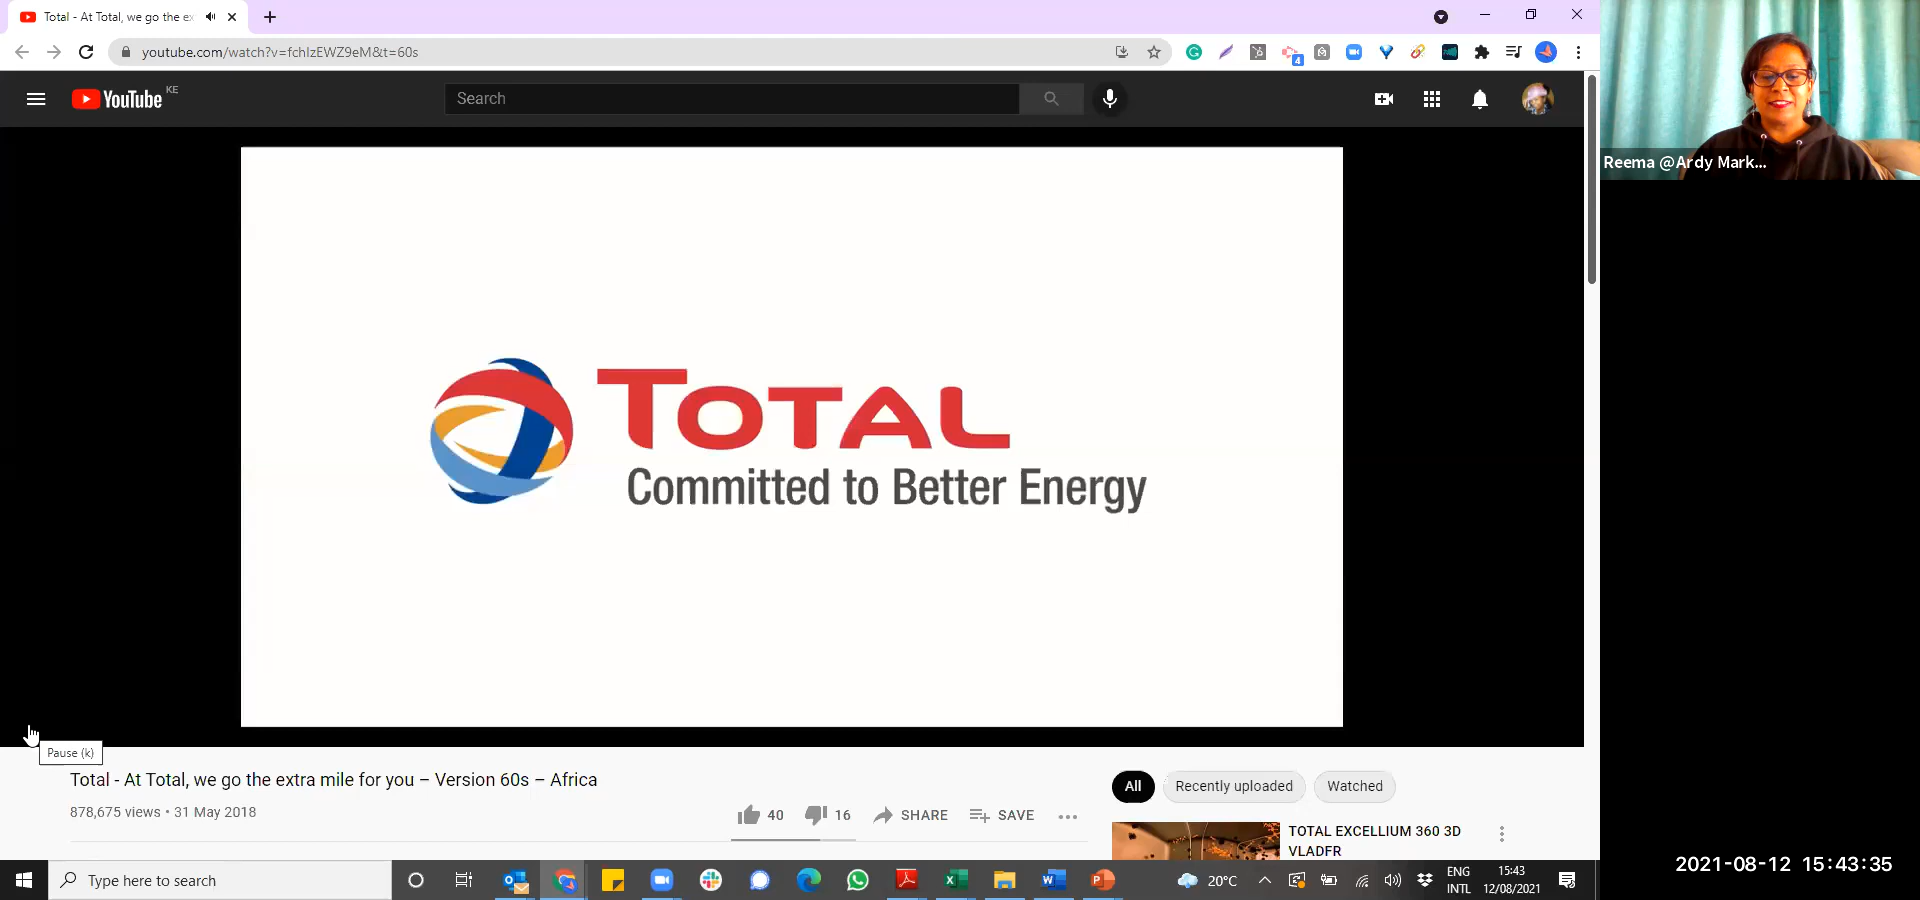 Total - At Total, we go the ex
youtube.com/watch?v=fchIzEWZ9eM&t=60s
4
YouTube KE
Search
Reema @Ardy Mark...
TOTAL
Committed to Better Energy
Pause (k)
Total - At Total, we go the extra mile for you – Version 60s – Africa
878,675 views • 31 May 2018
40
16
SHARE
SAVE
All
Recently uploaded
Watched
TOTAL EXCELLIUM 360 3D
VLADFR
2021-08-12 15:43:35
Type here to search
20°C
ENG
INTL
15:43
12/08/2021